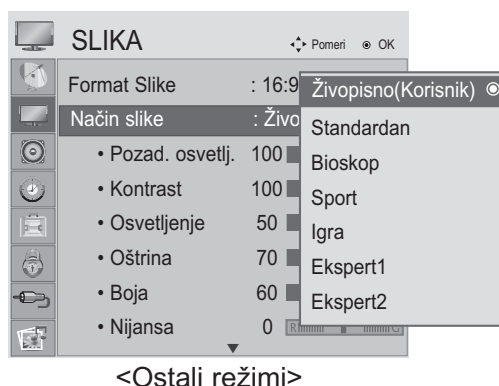 SLIKA
Pomeri OK
Format Slike : 16:9
Način slike : Živo
• Pozad. osvetlj. 100
• Kontrast 100
• Osvetljenje 50
• Oštrina 70
• Boja 60
• Nijansa 0 R G
Živopisno(Korisnik)
Standardan
Bioskop
Sport
Igra
Ekspert1
Ekspert2
<Ostali režimi>